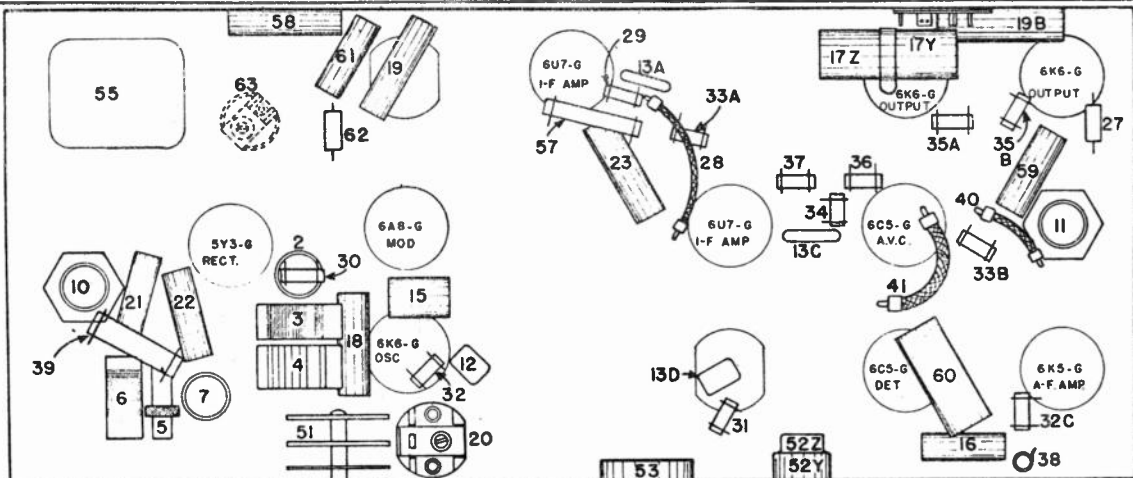 58
55
63
61
19
62
6U7-G
I-F AMP
29
13A
57
23
33A
28
17Z
17Y
19B
6K6-G
OUTPUT
6K6-G
OUTPUT
35A
35
B
27
37
36
34
13C
59
40
11
33B
41
5Y3-G
RECT.
2
30
6A8-G
MOD
6U7-G
I-F AMP
6C5-G
A.V.C.
10
21
22
39
6
5
7
3
4
18
15
6K6-G
OSC
12
32
51
20
13D
31
53
52Z
52Y
6C5-G
DET
60
16
6K5-G
A-F AMP
32C
38